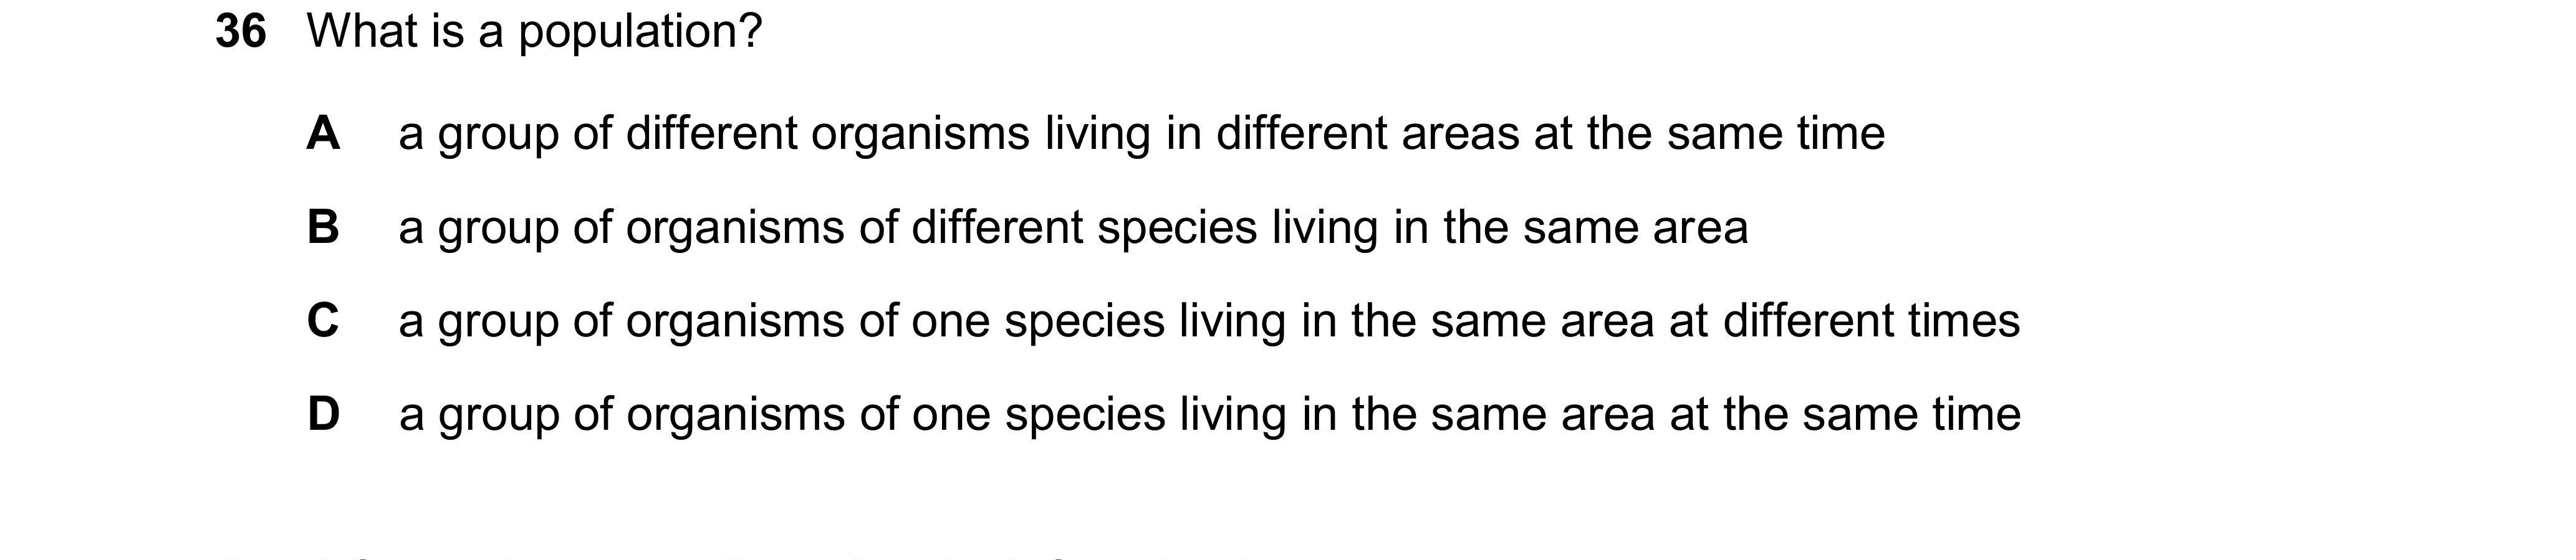 36 What is a population?
A a group of different organisms living in different areas at the same time
B a group of organisms of different species living in the same area
C a group of organisms of one species living in the same area at different times
D a group of organisms of one species living in the same area at the same time